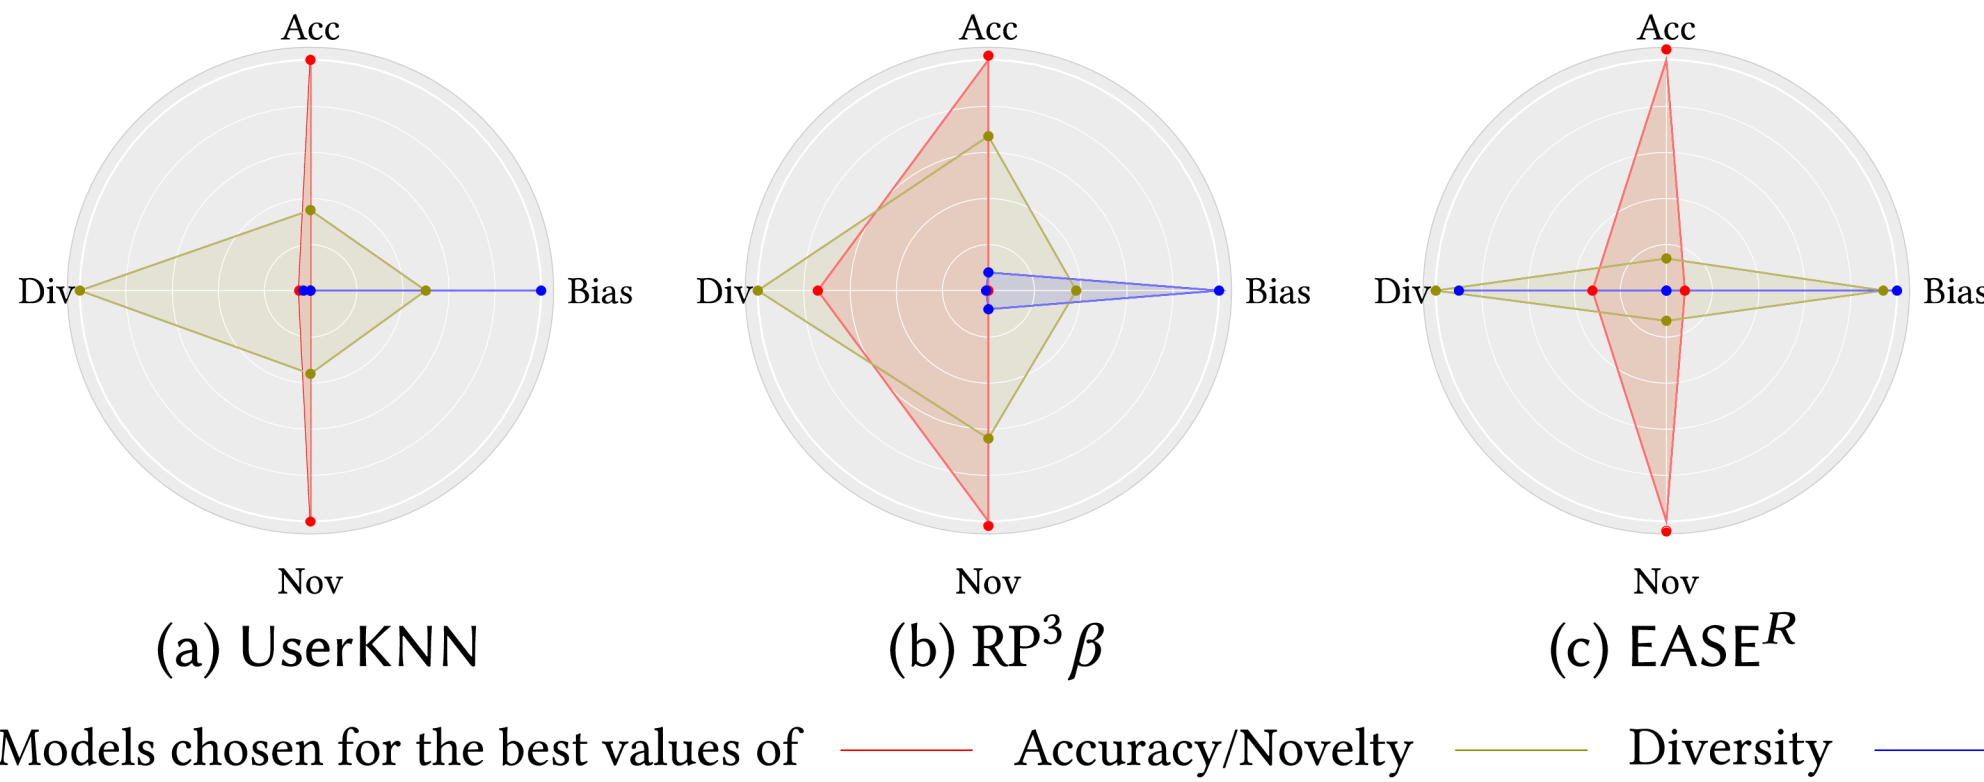 Acc Acc Acc
Div Bias Div Bias Div Bias
Nov Nov Nov
(a) UserKNN (b) RP³β (c) EASEᴿ
Models chosen for the best values of Accuracy/Novelty Diversity